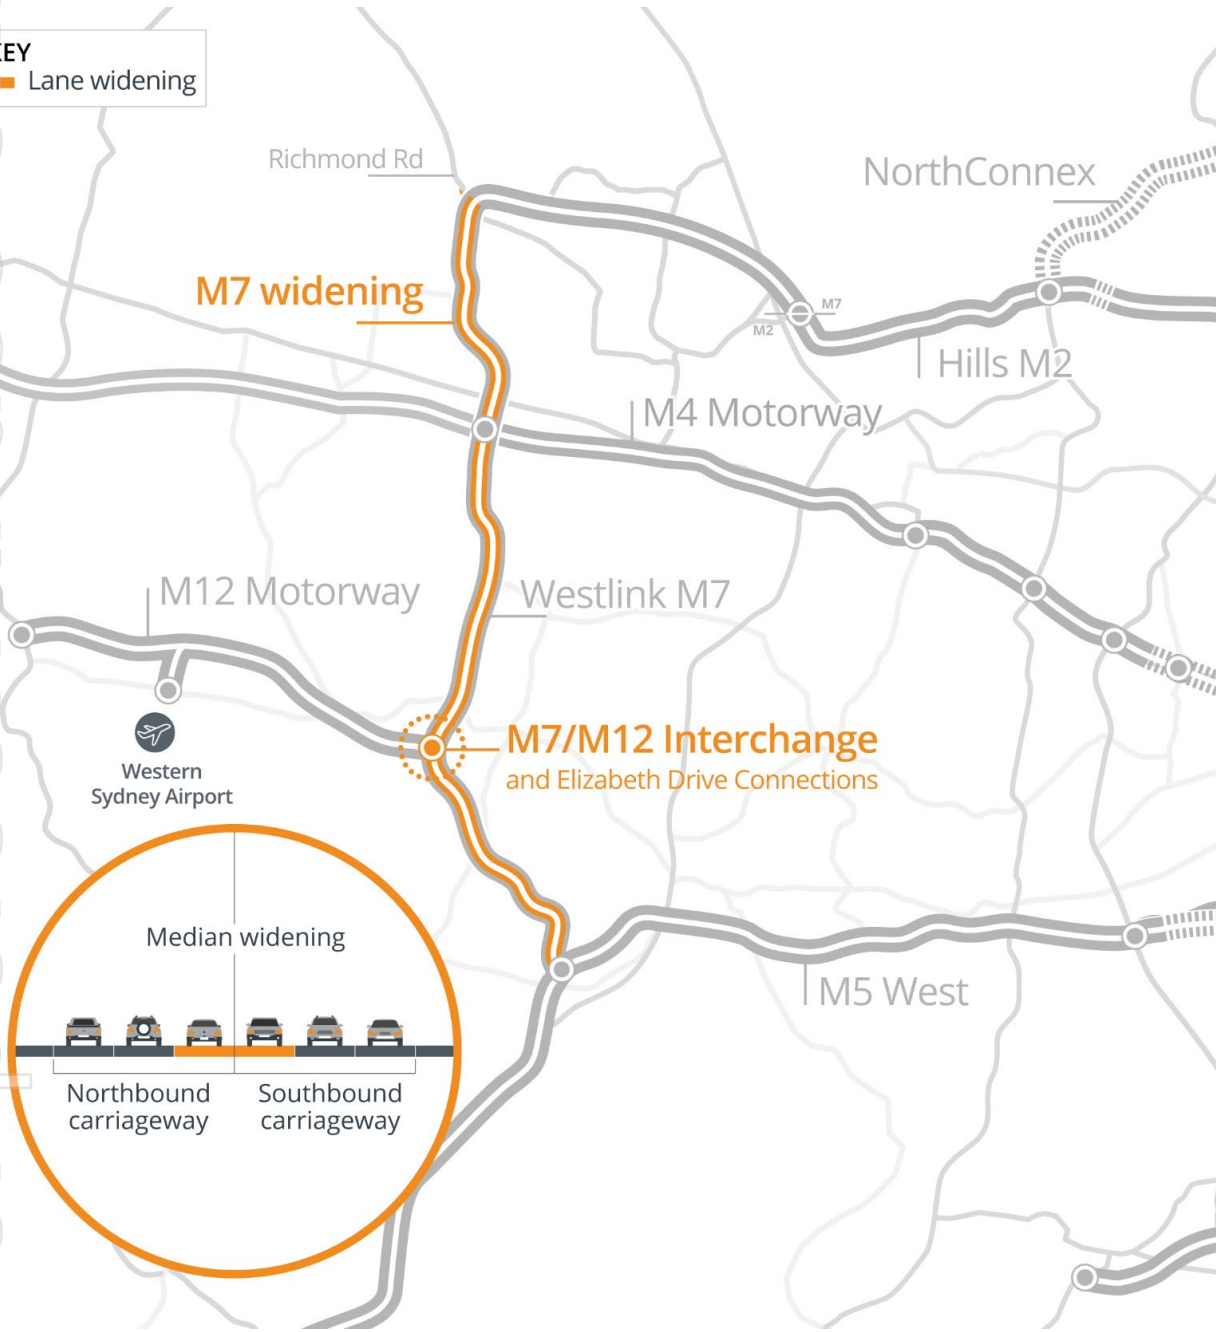 KEY
Lane widening
Richmond Rd
NorthConnex
M7 widening
M7
M2
Hills M2
M4 Motorway
M12 Motorway
Westlink M7
M7/M12 Interchange
and Elizabeth Drive Connections
Western
Sydney Airport
Median widening
M5 West
Northbound
carriageway
Southbound
carriageway